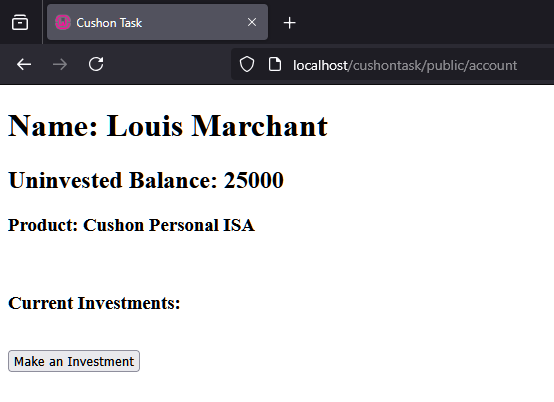 Cushon Task
localhost/cushontask/public/account
Name: Louis Marchant
Uninvested Balance: 25000
Product: Cushon Personal ISA
Current Investments:
Make an Investment